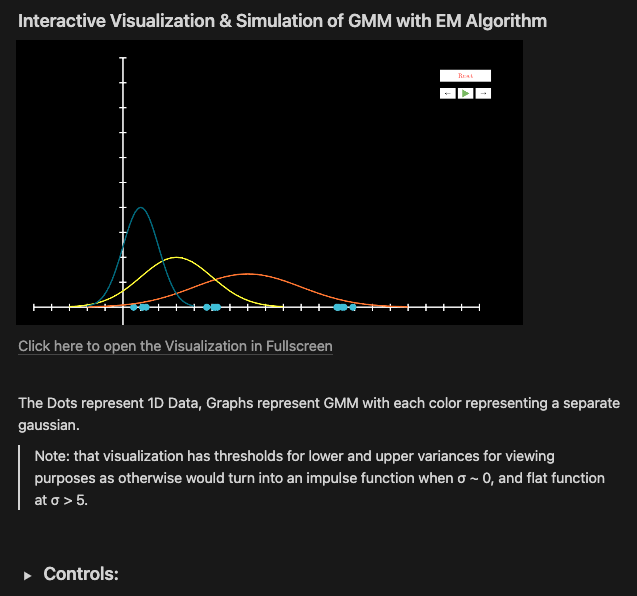 Interactive Visualization & Simulation of GMM with EM Algorithm
Reset
Click here to open the Visualization in Fullscreen
The Dots represent 1D Data, Graphs represent GMM with each color representing a separate
gaussian.
Note: that visualization has thresholds for lower and upper variances for viewing
purposes as otherwise would turn into an impulse function when σ ~ 0, and flat function
at σ > 5.
Controls: